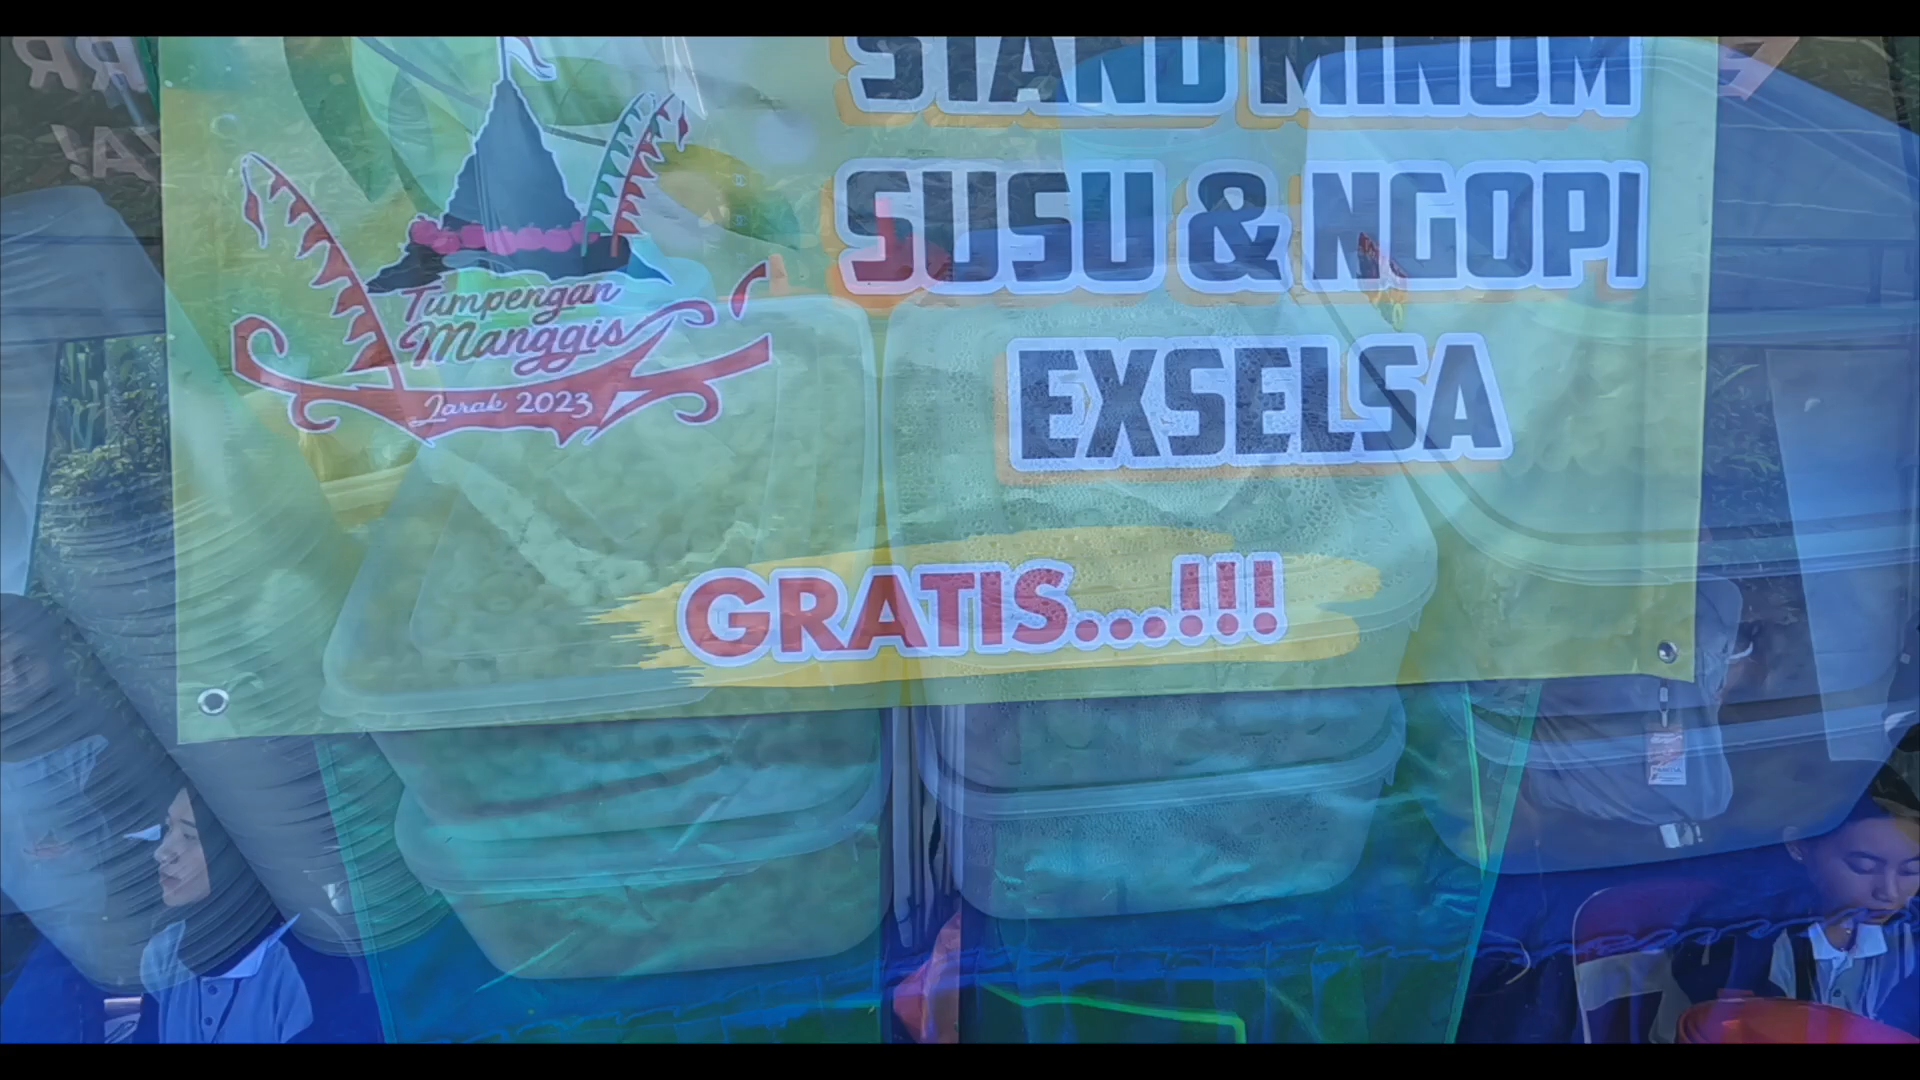 STAND MINUM
SUSU & NGOPI
EXSELSA
Tumpengan
Manggis
Jarak 2023
GRATIS...!!!